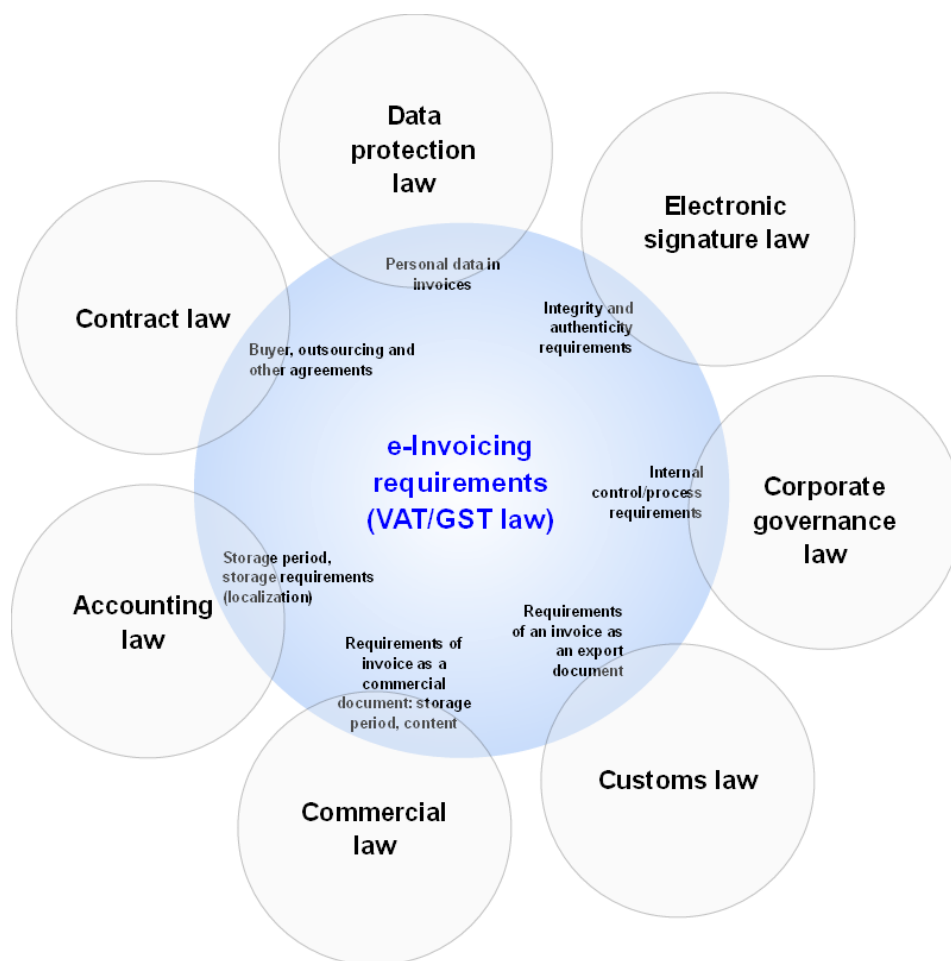 Data
protection
law
Electronic
signature law
Personal data in
invoices
Integrity and
authenticity
requirements
Contract law
Buyer, outsourcing and
other agreements
e-Invoicing
requirements
(VAT/GST law)
Internal
control/process
requirements
Corporate
governance
law
Storage period,
storage requirements
(localization)
Accounting
law
Requirements
of an invoice as
an export
document
Requirements of
invoice as a
commercial
document: storage
period, content
Customs law
Commercial
law